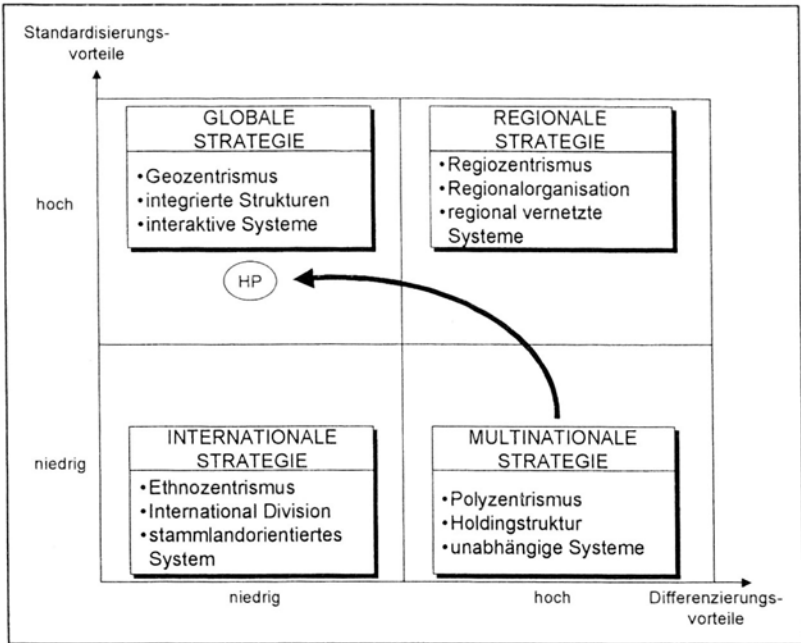 Standardisierungs-
vorteile
hoch
GLOBALE
STRATEGIE
•Geozentrismus
•integrierte Strukturen
•interaktive Systeme
REGIONALE
STRATEGIE
•Regiozentrismus
•Regionalorganisation
•regional vernetzte
Systeme
HP
niedrig
INTERNATIONALE
STRATEGIE
•Ethnozentrismus
•International Division
•stammlandorientiertes
System
MULTINATIONALE
STRATEGIE
•Polyzentrismus
•Holdingstruktur
•unabhängige Systeme
niedrig
hoch
Differenzierungs-
vorteile